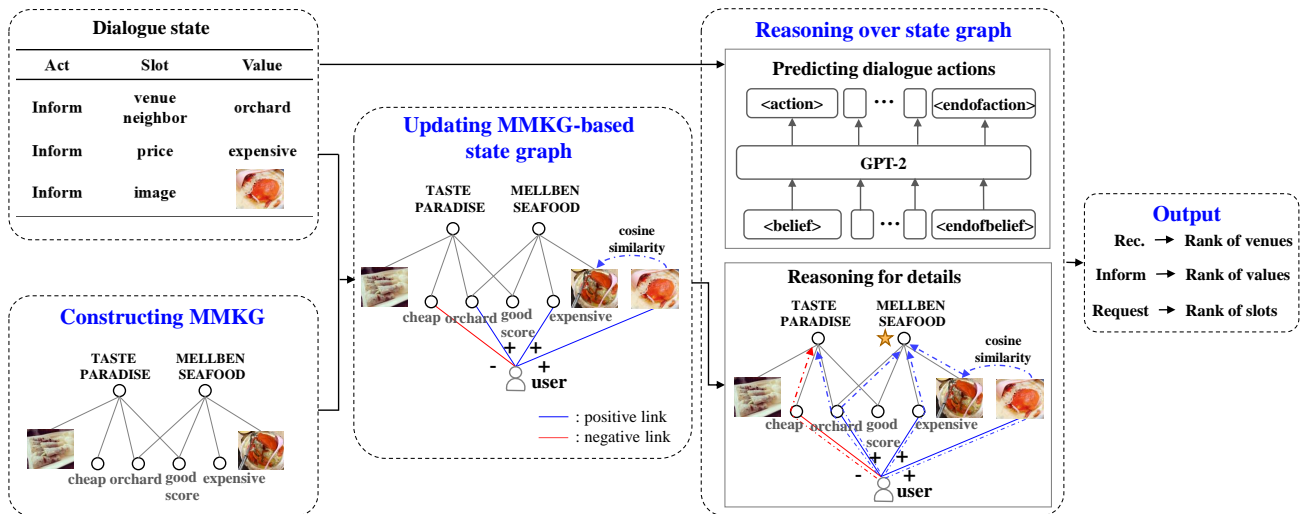 Dialogue state
Act Slot Value
Inform venue neighbor orchard
Inform price expensive
Inform image
Constructing MMKG
TASTE PARADISE
MELLBEN SEAFOOD
cheap orchard good score expensive
Updating MMKG-based
state graph
TASTE PARADISE
MELLBEN SEAFOOD
cosine
similarity
cheap orchard good score expensive
- + + +
user
: positive link
: negative link
Reasoning over state graph
Predicting dialogue actions
<action> ... <endofaction>
GPT-2
<belief> ... <endofbelief>
Reasoning for details
TASTE PARADISE
MELLBEN SEAFOOD
cosine
similarity
cheap orchard good score expensive
- + + +
user
Output
Rec. Rank of venues
Inform Rank of values
Request Rank of slots